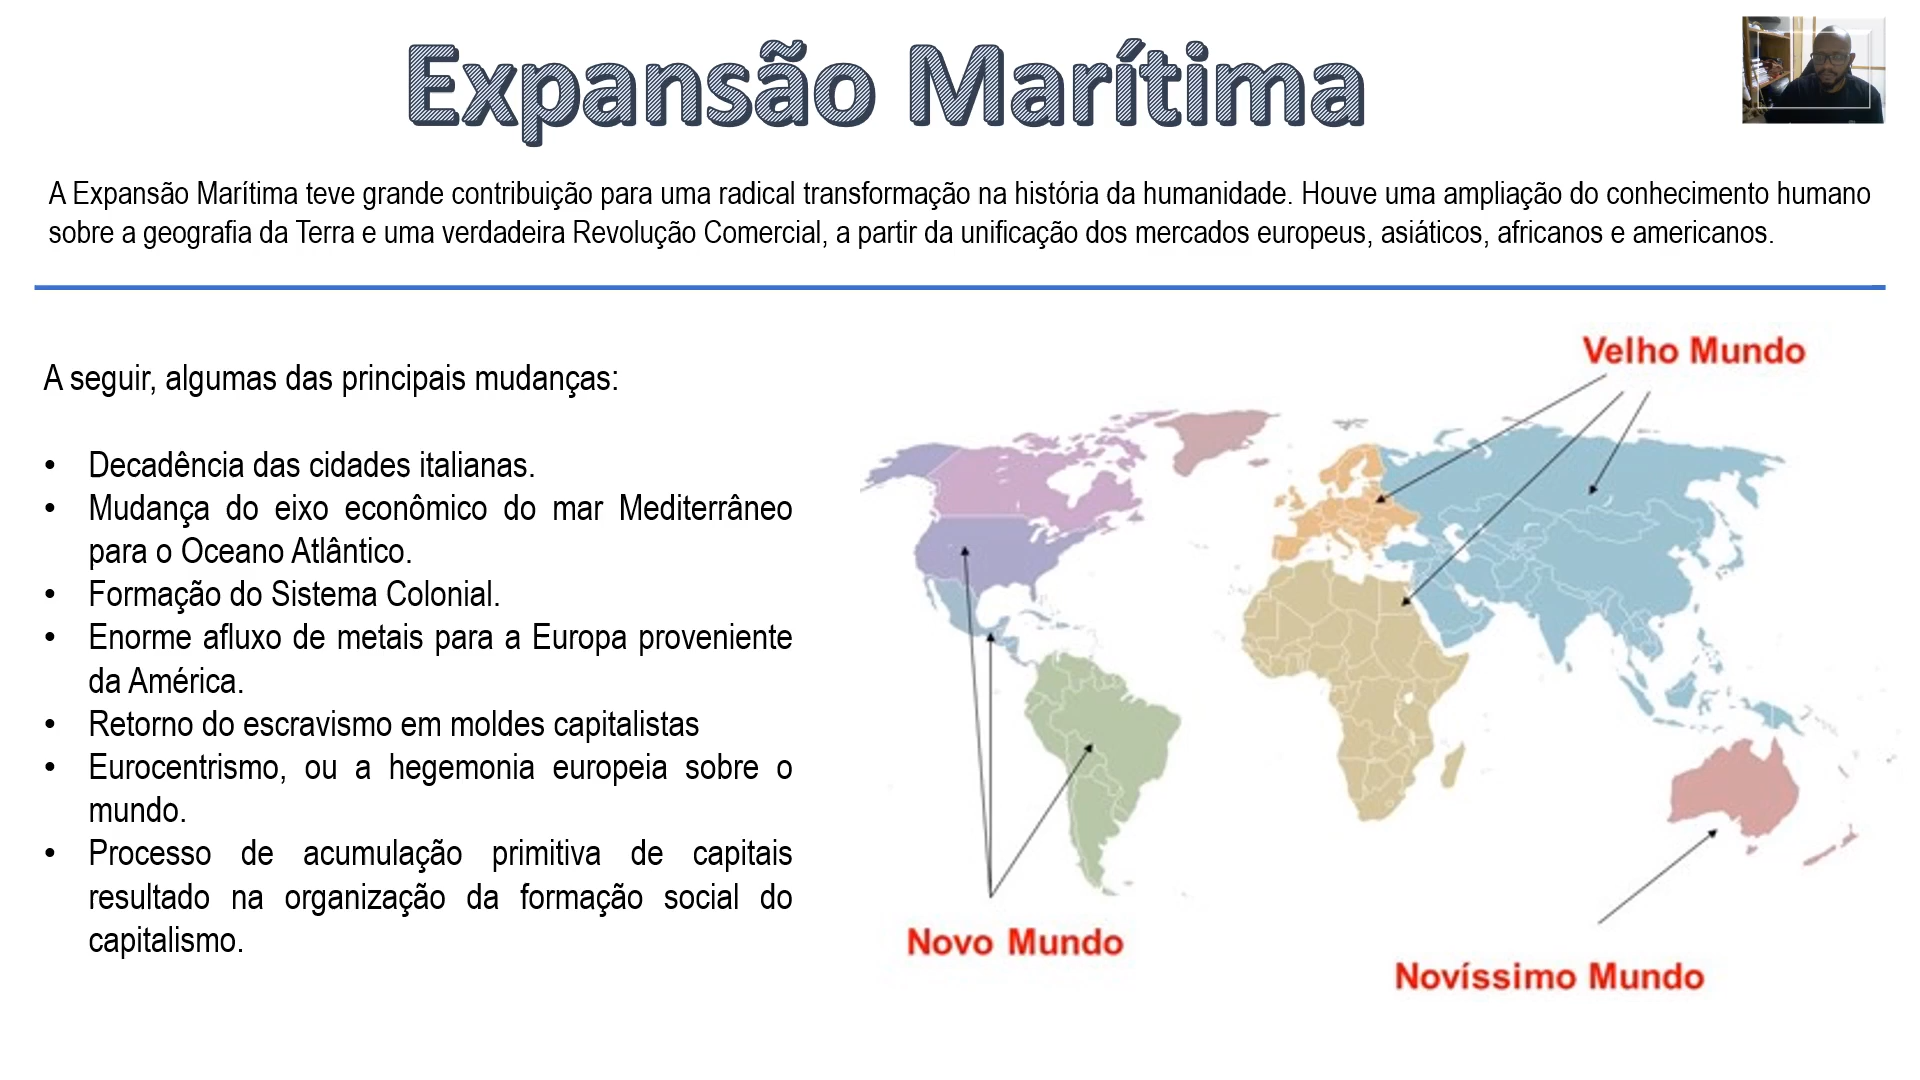 Expansão Marítima
A Expansão Marítima teve grande contribuição para uma radical transformação na história da humanidade. Houve uma ampliação do conhecimento humano
sobre a geografia da Terra e uma verdadeira Revolução Comercial, a partir da unificação dos mercados europeus, asiáticos, africanos e americanos.
A seguir, algumas das principais mudanças:
• Decadência das cidades italianas.
• Mudança do eixo econômico do mar Mediterrâneo
para o Oceano Atlântico.
• Formação do Sistema Colonial.
• Enorme afluxo de metais para a Europa proveniente
da América.
• Retorno do escravismo em moldes capitalistas
• Eurocentrismo, ou a hegemonia europeia sobre o
mundo.
• Processo de acumulação primitiva de capitais
resultado na organização da formação social do
capitalismo.
Velho Mundo
Novo Mundo
Novíssimo Mundo